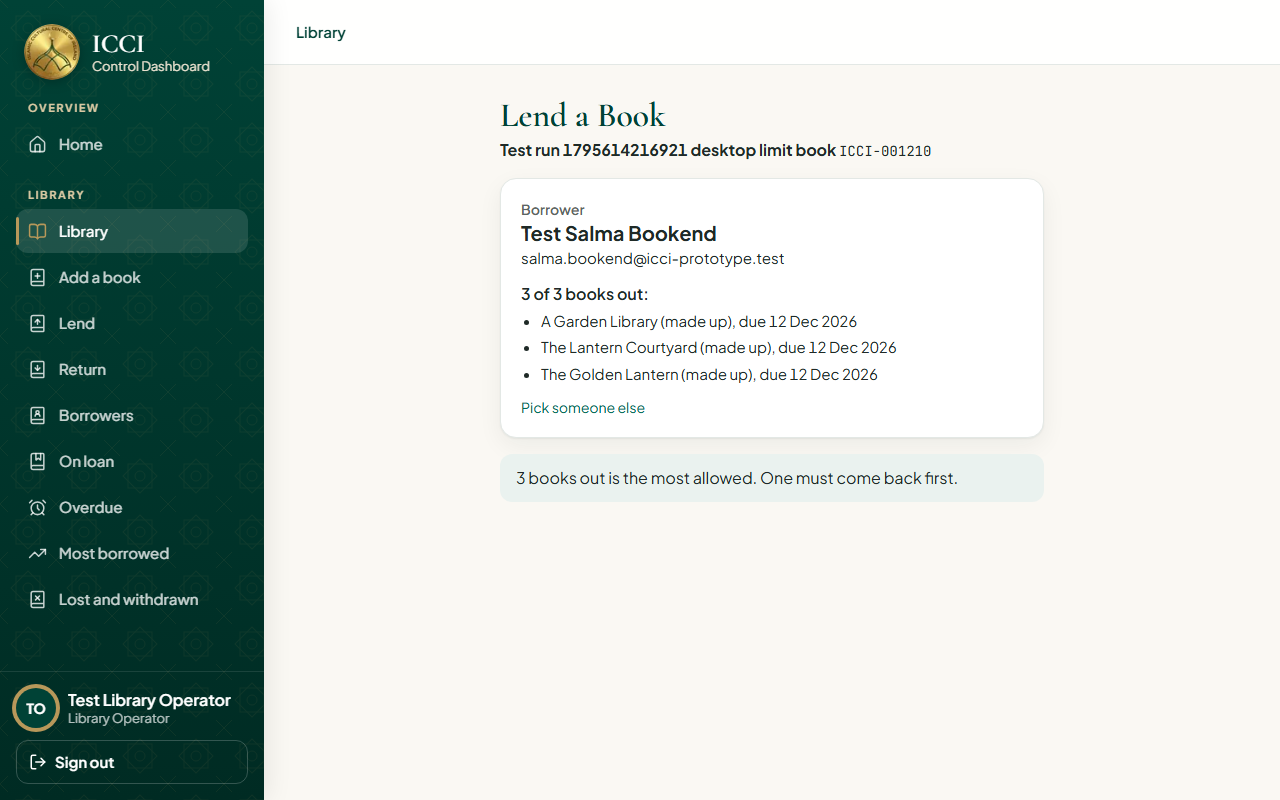 ICCI
Control Dashboard
OVERVIEW
Home
LIBRARY
Library
Add a book
Lend
Return
Borrowers
On loan
Overdue
Most borrowed
Lost and withdrawn
TO
Test Library Operator
Library Operator
Sign out
Library
Lend a Book
Test run 1795614216921 desktop limit book ICCI-001210
Borrower
Test Salma Bookend
salma.bookend@icci-prototype.test
3 of 3 books out:
A Garden Library (made up), due 12 Dec 2026
The Lantern Courtyard (made up), due 12 Dec 2026
The Golden Lantern (made up), due 12 Dec 2026
Pick someone else
3 books out is the most allowed. One must come back first.